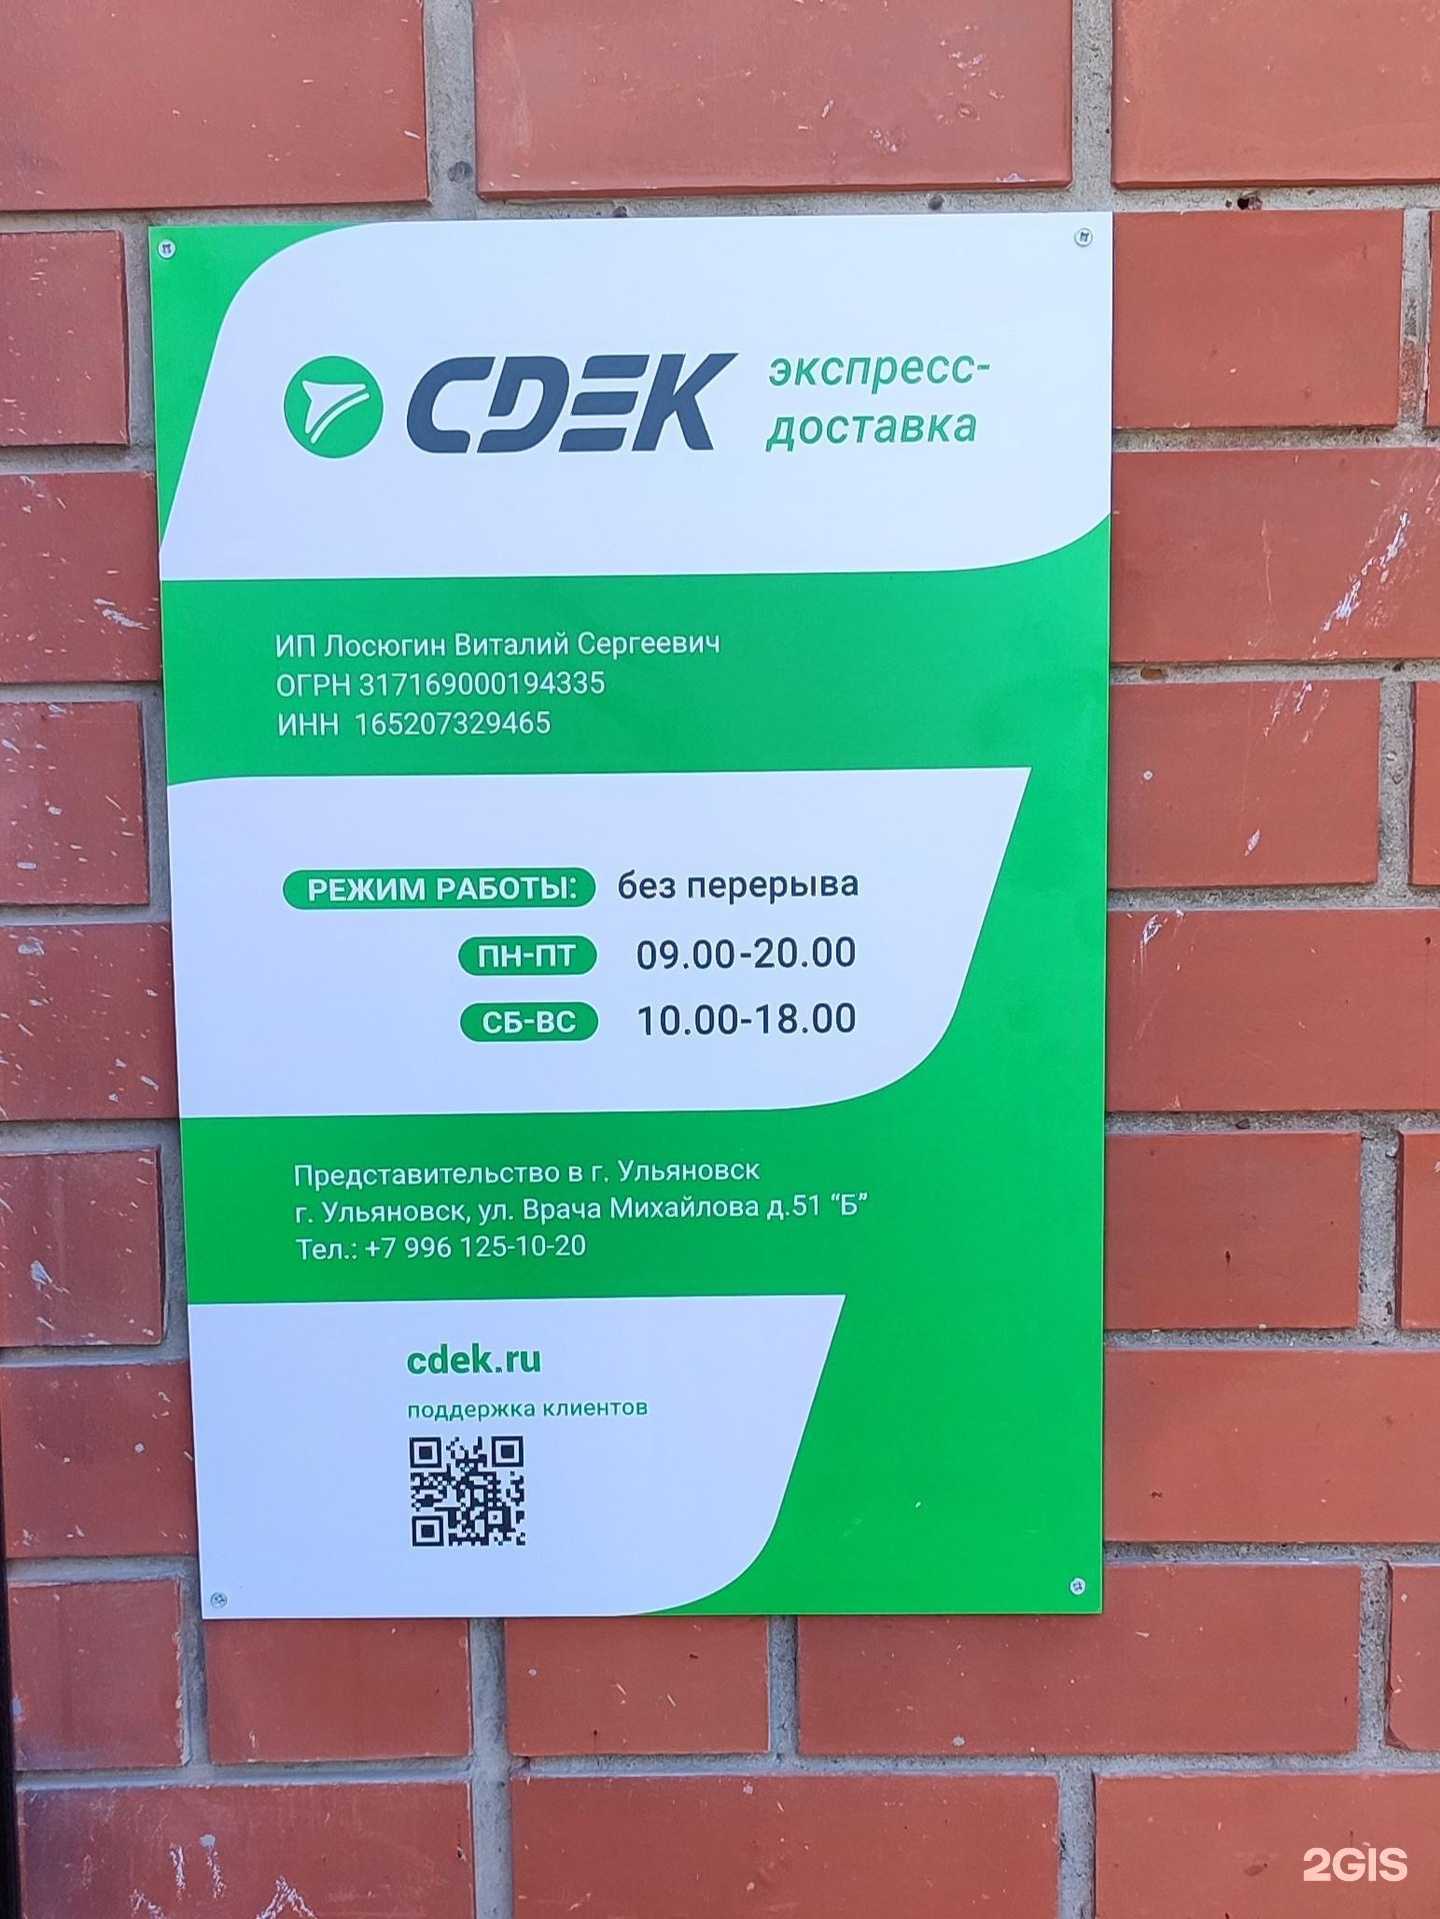 CDEK экспресс-
доставка
ИП Лосюгин Виталий Сергеевич
ОГРН 317169000194335
ИНН 165207329465
РЕЖИМ РАБОТЫ: без перерыва
ПН-ПТ 09.00-20.00
СБ-ВС 10.00-18.00
Представительство в г. Ульяновск
г. Ульяновск, ул. Врача Михайлова д.51 “Б”
Тел.: +7 996 125-10-20
cdek.ru
поддержка клиентов
2GIS